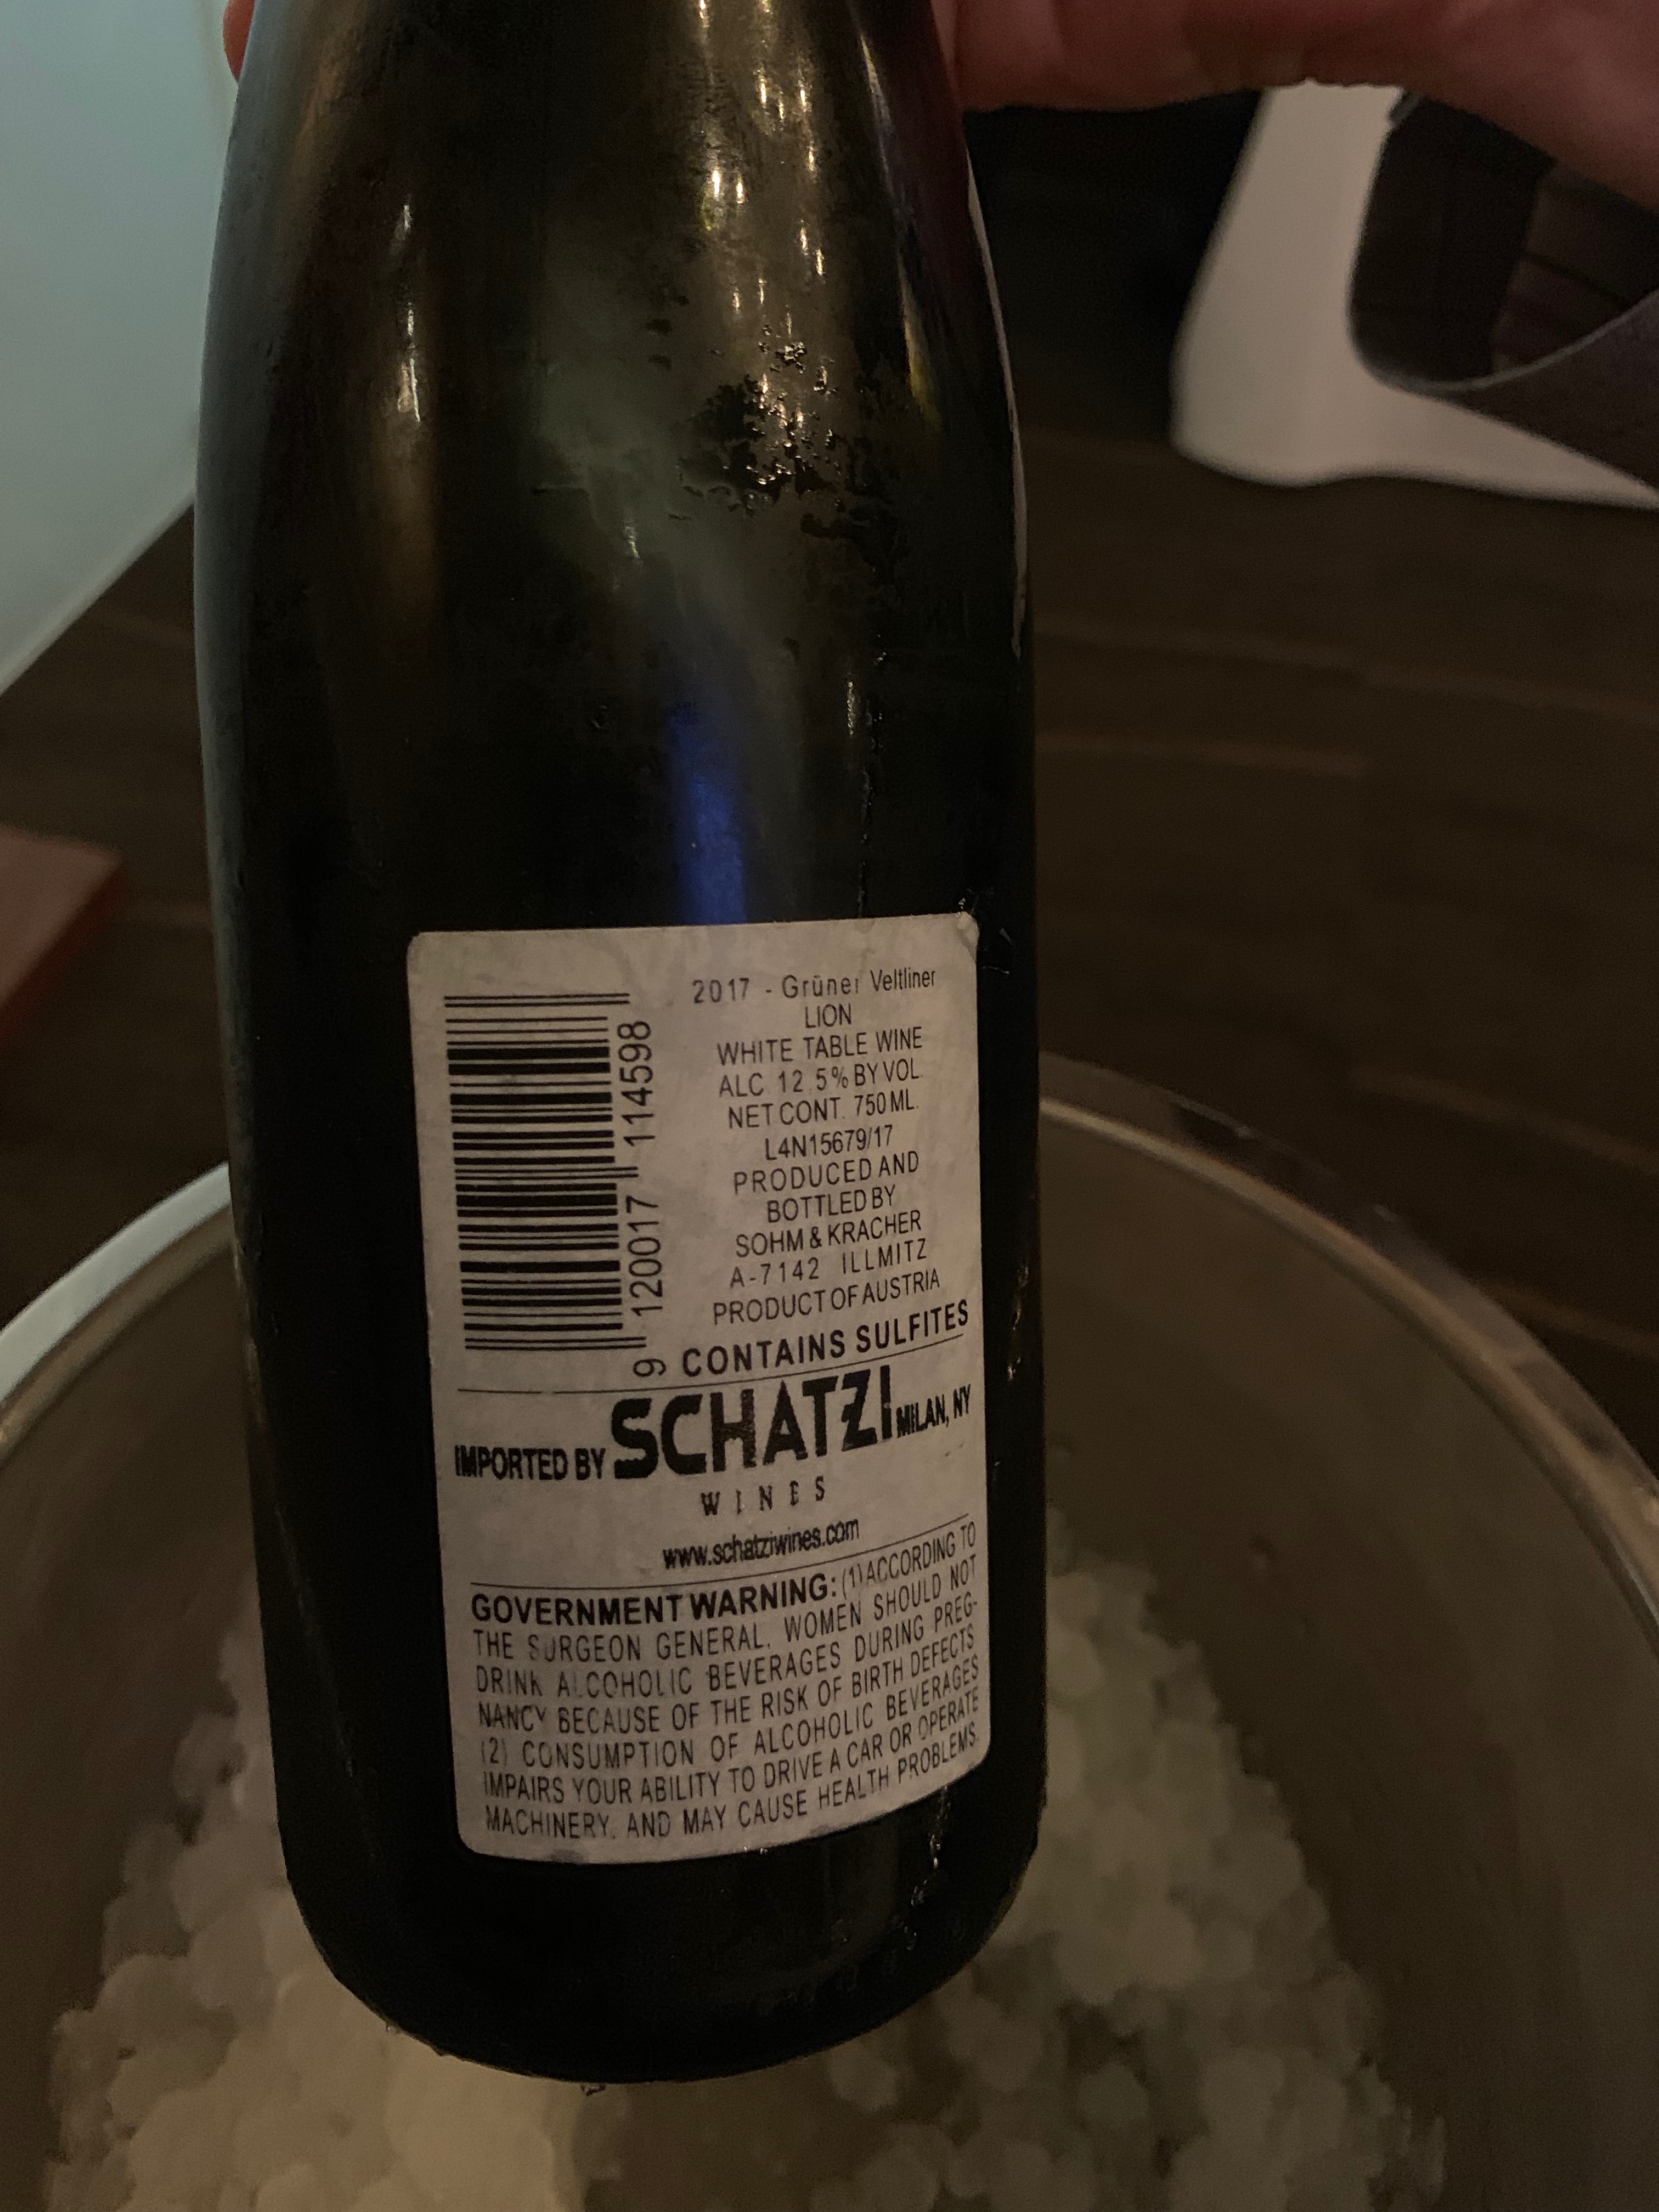 2017 - Grüner Veltliner
LION
WHITE TABLE WINE
ALC 12.5% BY VOL.
NET CONT. 750 ML.
L4N15679/17
PRODUCED AND
BOTTLED BY
SOHM & KRACHER
A-7142 ILLMITZ
PRODUCT OF AUSTRIA
CONTAINS SULFITES
9 120017 114598
IMPORTED BY SCHATZI MILAN, NY
WINES
www.schatziwines.com
GOVERNMENT WARNING: (1) ACCORDING TO
THE SURGEON GENERAL, WOMEN SHOULD NOT
DRINK ALCOHOLIC BEVERAGES DURING PREG-
NANCY BECAUSE OF THE RISK OF BIRTH DEFECTS
(2) CONSUMPTION OF ALCOHOLIC BEVERAGES
IMPAIRS YOUR ABILITY TO DRIVE A CAR OR OPERATE
MACHINERY, AND MAY CAUSE HEALTH PROBLEMS.